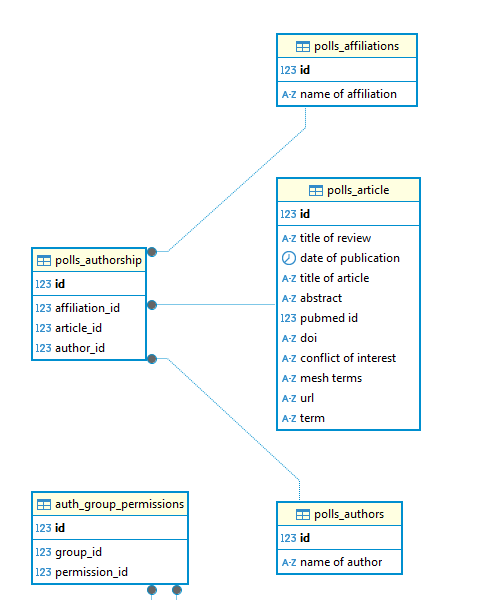 polls_affiliations
123 id
A-Z name of affiliation
polls_article
123 id
A-Z title of review
date of publication
A-Z title of article
A-Z abstract
123 pubmed id
A-Z doi
A-Z conflict of interest
A-Z mesh terms
A-Z url
A-Z term
polls_authorship
123 id
123 affiliation_id
123 article_id
123 author_id
auth_group_permissions
123 id
123 group_id
123 permission_id
polls_authors
123 id
A-Z name of author